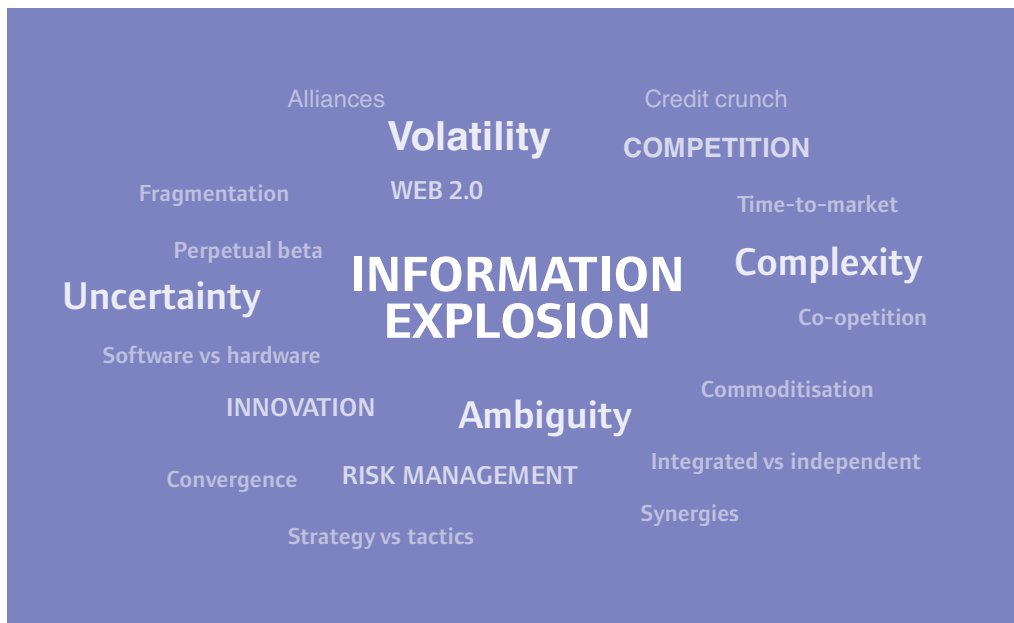 Alliances
Credit crunch
Volatility
COMPETITION
WEB 2.0
Fragmentation
Time-to-market
Perpetual beta
INFORMATION
EXPLOSION
Complexity
Uncertainty
Co-opetition
Software vs hardware
Commoditisation
INNOVATION
Ambiguity
Integrated vs independent
Convergence
RISK MANAGEMENT
Synergies
Strategy vs tactics